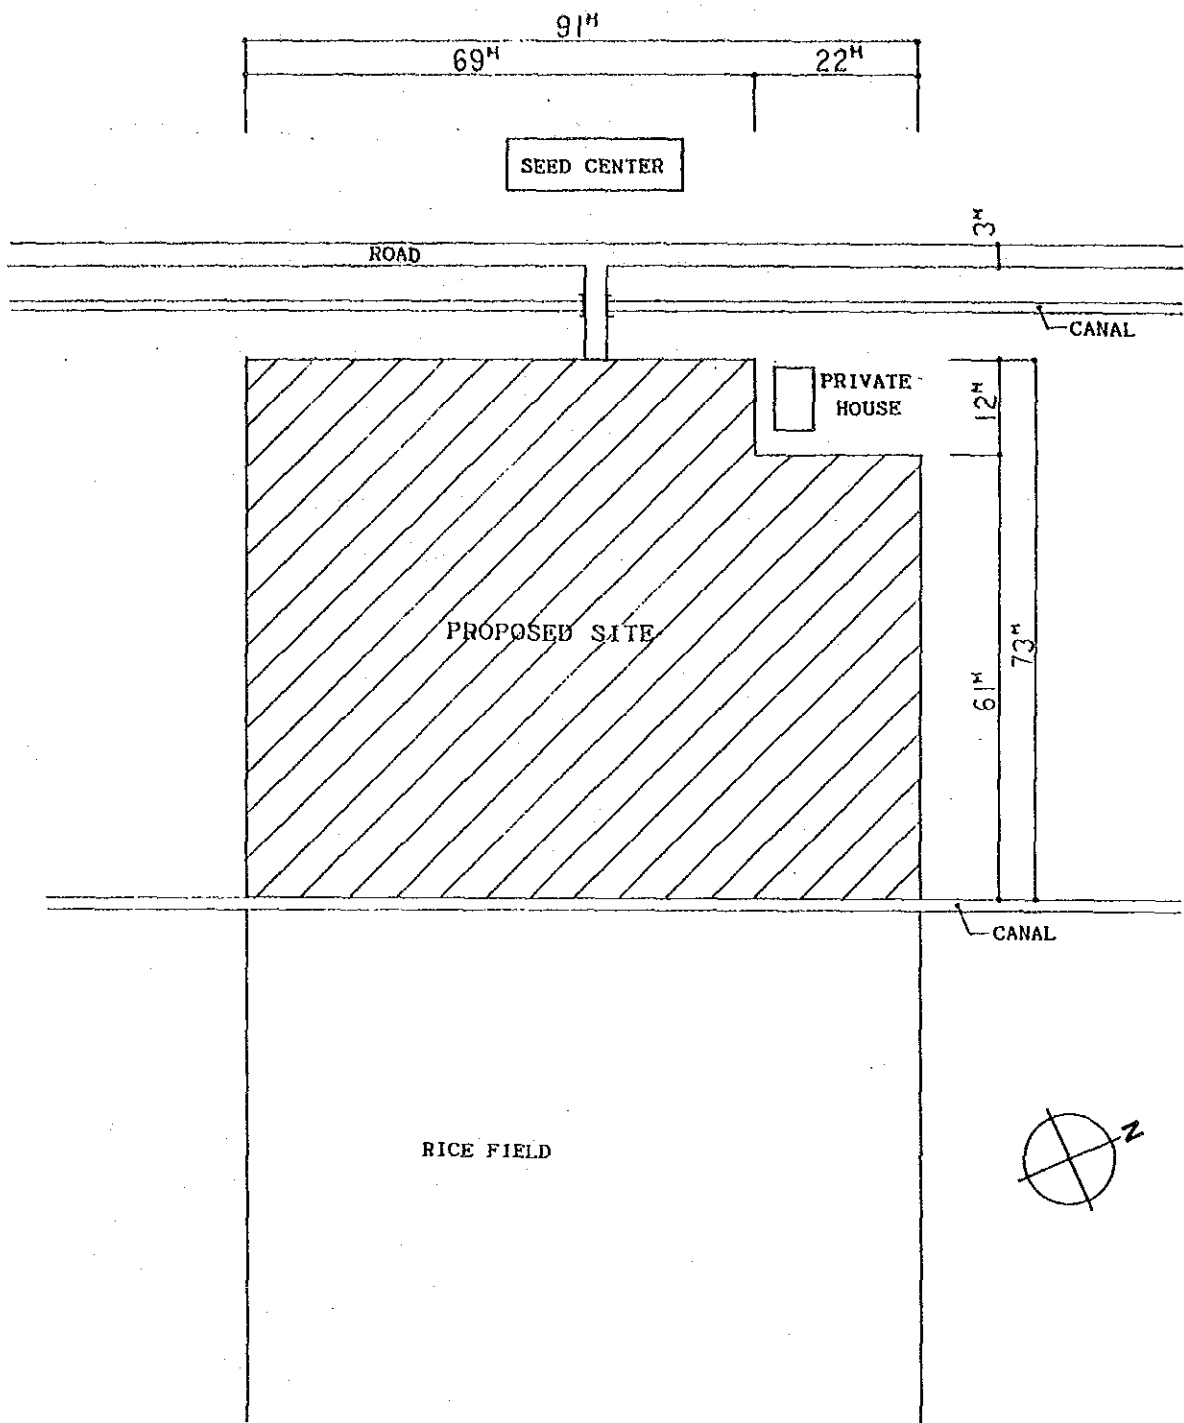 91M
69M
22M
SEED CENTER
3M
ROAD
CANAL
PRIVATE
HOUSE
12M
PROPOSED SITE
61M
73M
CANAL
RICE FIELD
N